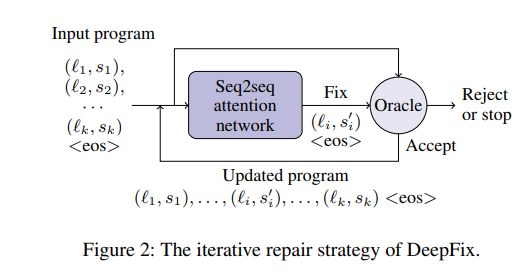 Input program
(ℓ₁, s₁),
(ℓ₂, s₂),
· · ·
(ℓₖ, sₖ)
<eos>
Seq2seq
attention
network
Fix
(ℓᵢ, s′ᵢ)
<eos>
Oracle
Reject
or stop
Accept
Updated program
(ℓ₁, s₁), . . . , (ℓᵢ, s′ᵢ), . . . , (ℓₖ, sₖ) <eos>
Figure 2: The iterative repair strategy of DeepFix.